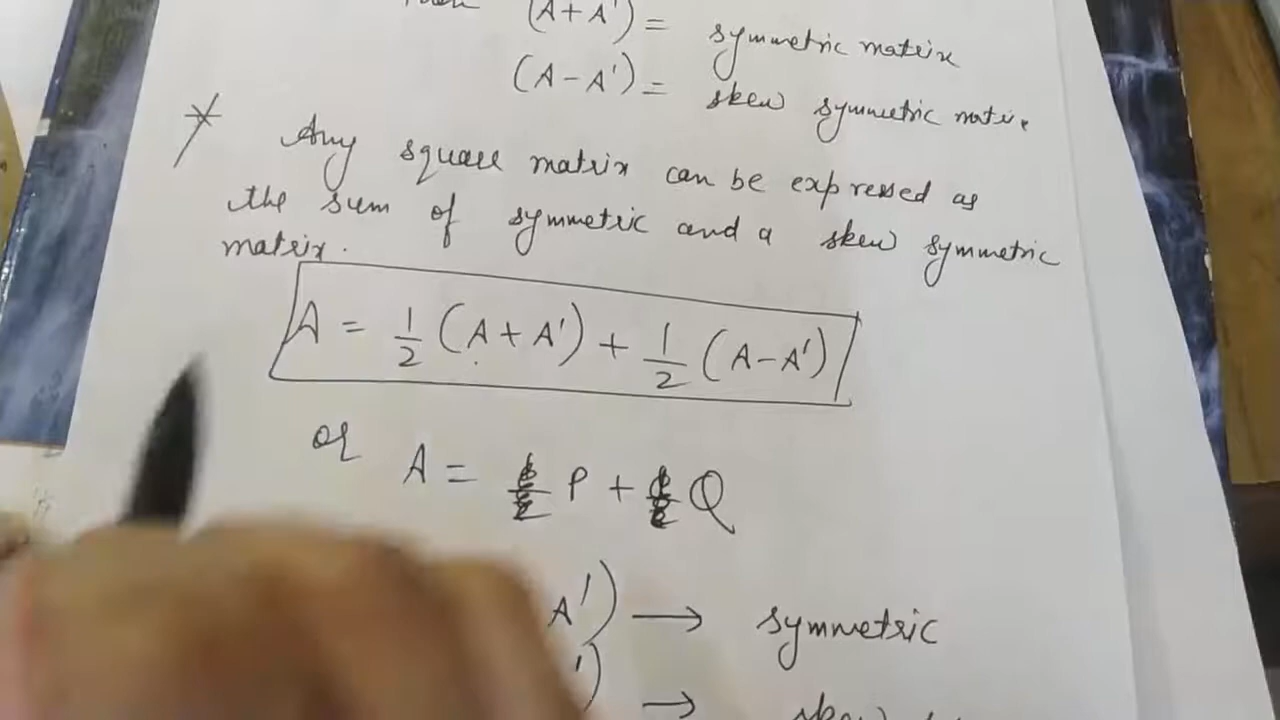 (A + A') = symmetric matrix
(A - A') = skew symmetric matrix
* Any square matrix can be expressed as
the sum of symmetric and a skew symmetric
matrix.
A = 1/2 (A + A') + 1/2 (A - A')
or A = P + Q
A') → symmetric
') → skew